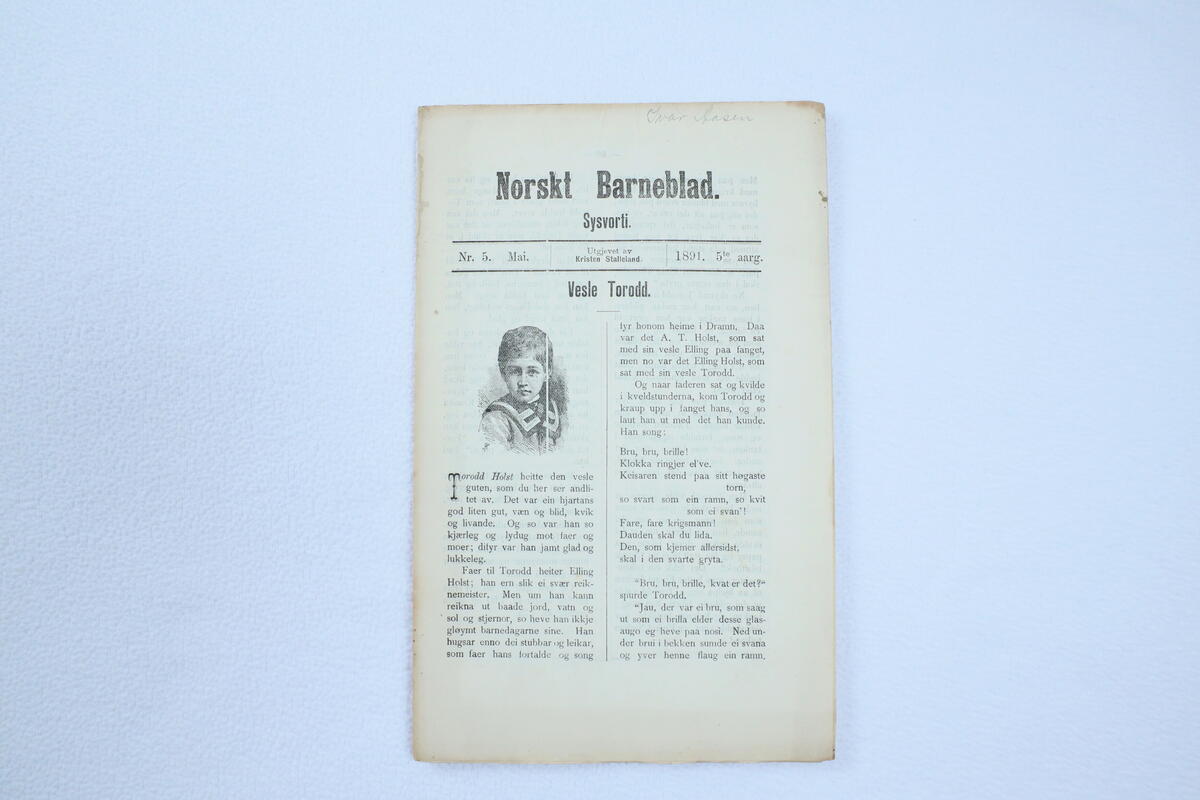 Ivar Aasen
Norskt Barneblad.
Sysvorti.
Nr. 5. Mai.
Utgjevet av
Kristen Stalleland.
1891. 5te aarg.
Vesle Torodd.
Torodd Holst heitte den vesle
guten, som du her ser andli-
tet av. Det var ein hjartans
god liten gut, væn og blid, kvik
og livande. Og so var han so
kjærleg og lydug mot faer og
moer; difyr var han jamt glad og
lukkeleg.
Faer til Torodd heiter Elling
Holst; han ern slik ei svær reik-
nemeister. Men um han kann
reikna ut baade jord, vatn og
sol og stjernor, so heve han ikkje
gløymt barnedagarne sine. Han
hugsar enno dei stubbar og leikar,
som faer hans fortalde og song
fyr honom heime i Dramn. Daa
var det A. T. Holst, som sat
med sin vesle Elling paa fanget,
men no var det Elling Holst, som
sat med sin vesle Torodd.
Og naar faderen sat og kvilde
i kveldstunderna, kom Torodd og
kraup upp i fanget hans, og so
laut han ut med det han kunde.
Han song:
Bru, bru, brille!
Klokka ringjer el've.
Keisaren stend paa sitt høgaste
torn,
so svart som ein ramn, so kvit
som ei svan'!
Fare, fare krigsmann!
Dauden skal du lida.
Den, som kjemer allersidst,
skal i den svarte gryta.
"Bru, bru, brille, kvat er det?"
spurde Torodd.
"Jau, der var ei bru, som saag
ut som ei brilla elder desse glas-
augo eg heve paa nosi. Ned un-
der brui i bekken sumde ei svana
og yver henne flaug ein ramn.